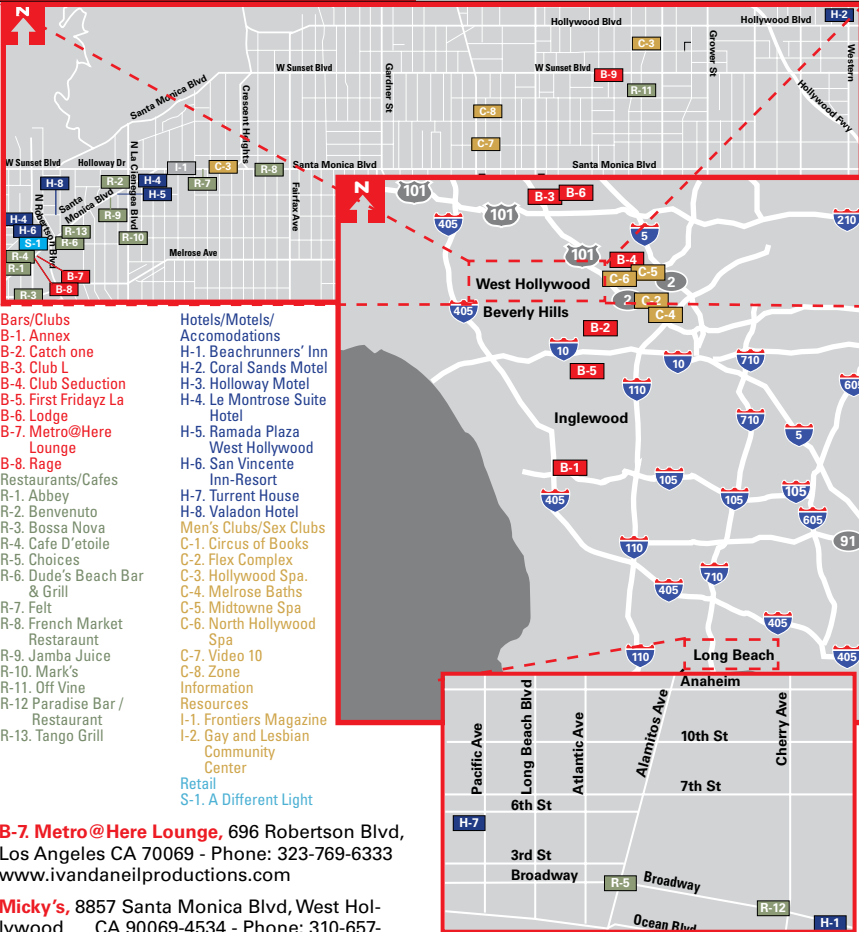 N
Hollywood Blvd
Hollywood Blvd
H-2
C-3
Grower St
Western
W Sunset Blvd
Gardner St
W Sunset Blvd
B-9
R-11
Hollywood Fwy
Santa Monica Blvd
Crescent Heights
C-8
C-7
N La Cienega Blvd
W Sunset Blvd
Holloway Dr
I-1
C-3
R-8
Santa Monica Blvd
Santa Monica Blvd
H-8
R-2
H-4
R-7
H-5
Fairfax Ave
N Robertson Blvd
Santa Monica Blvd
R-9
H-4
H-6
R-13
S-1
R-6
R-10
R-4
Melrose Ave
R-1
B-7
B-8
R-3
N
101
B-3
B-6
101
405
5
210
101
B-4
C-5
C-6
2
West Hollywood
2
C-2
405
Beverly Hills
C-4
B-2
10
10
710
B-5
110
605
Inglewood
710
5
B-1
105
405
105
105
605
110
91
710
405
405
110
Long Beach
405
Anaheim
Pacific Ave
Long Beach Blvd
Atlantic Ave
Alamitos Ave
Cherry Ave
10th St
7th St
6th St
H-7
3rd St
Broadway
R-5
Broadway
R-12
H-1
Ocean Blvd
Bars/Clubs
B-1. Annex
B-2. Catch one
B-3. Club L
B-4. Club Seduction
B-5. First Fridayz La
B-6. Lodge
B-7. Metro@Here
Lounge
B-8. Rage
Restaurants/Cafes
R-1. Abbey
R-2. Benvenuto
R-3. Bossa Nova
R-4. Cafe D'etoile
R-5. Choices
R-6. Dude's Beach Bar
& Grill
R-7. Felt
R-8. French Market
Restaraunt
R-9. Jamba Juice
R-10. Mark's
R-11. Off Vine
R-12 Paradise Bar /
Restaurant
R-13. Tango Grill
Hotels/Motels/
Accomodations
H-1. Beachrunners' Inn
H-2. Coral Sands Motel
H-3. Holloway Motel
H-4. Le Montrose Suite
Hotel
H-5. Ramada Plaza
West Hollywood
H-6. San Vincente
Inn-Resort
H-7. Turrent House
H-8. Valadon Hotel
Men's Clubs/Sex Clubs
C-1. Circus of Books
C-2. Flex Complex
C-3. Hollywood Spa.
C-4. Melrose Baths
C-5. Midtowne Spa
C-6. North Hollywood
Spa
C-7. Video 10
C-8. Zone
Information
Resources
I-1. Frontiers Magazine
I-2. Gay and Lesbian
Community
Center
Retail
S-1. A Different Light
B-7. Metro@Here Lounge, 696 Robertson Blvd,
Los Angeles CA 70069 - Phone: 323-769-6333
www.ivandaneilproductions.com
Micky's, 8857 Santa Monica Blvd, West Hol-
lywood CA 90069-4534 - Phone: 310-657-